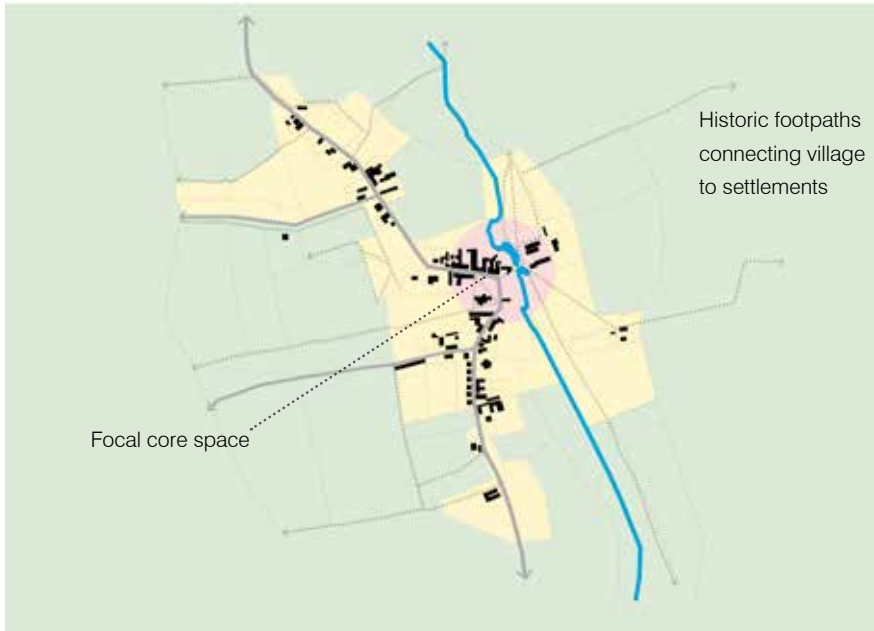 Historic footpaths
connecting village
to settlements
Focal core space